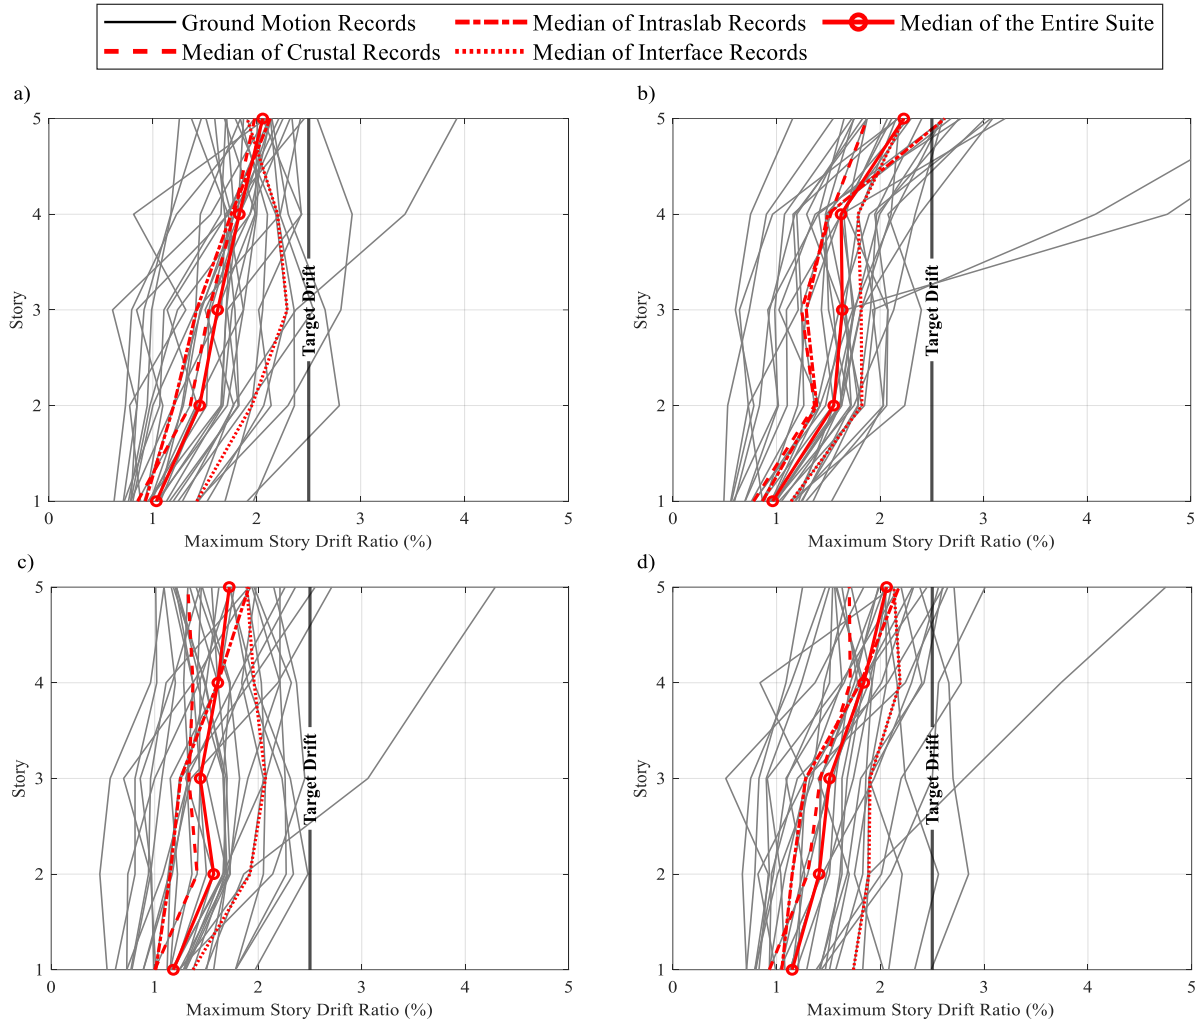 Ground Motion Records
Median of Intraslab Records
Median of the Entire Suite
Median of Crustal Records
Median of Interface Records
a)
5
4
3
2
1
Story
Target Drift
0 1 2 3 4 5
Maximum Story Drift Ratio (%)
b)
5
4
3
2
1
Story
Target Drift
0 1 2 3 4 5
Maximum Story Drift Ratio (%)
c)
5
4
3
2
1
Story
Target Drift
0 1 2 3 4 5
Maximum Story Drift Ratio (%)
d)
5
4
3
2
1
Story
Target Drift
0 1 2 3 4 5
Maximum Story Drift Ratio (%)